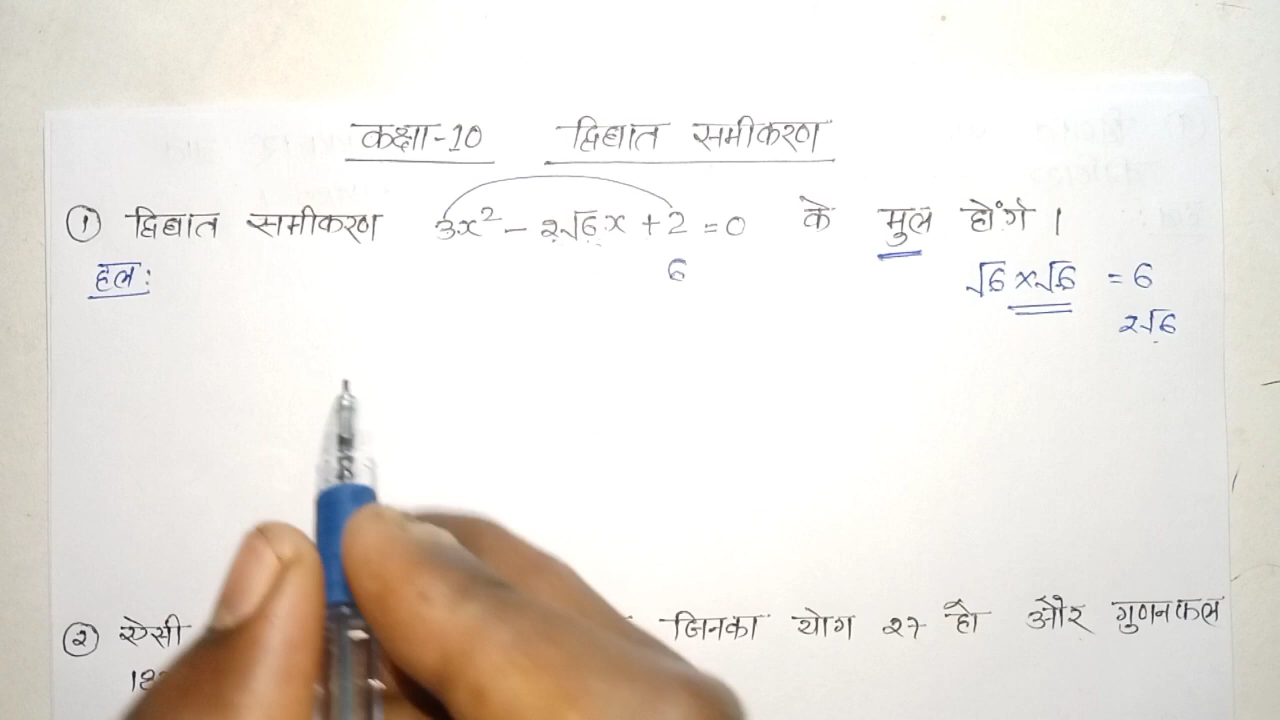 कक्षा-10 द्विघात समीकरण
① द्विघात समीकरण 3x² - 2√6x + 2 = 0 के मुल होंगे ।
6
हल:
√6 x √6 = 6
2√6
② ऐसी जिनका योग 27 हो और गुणनफल